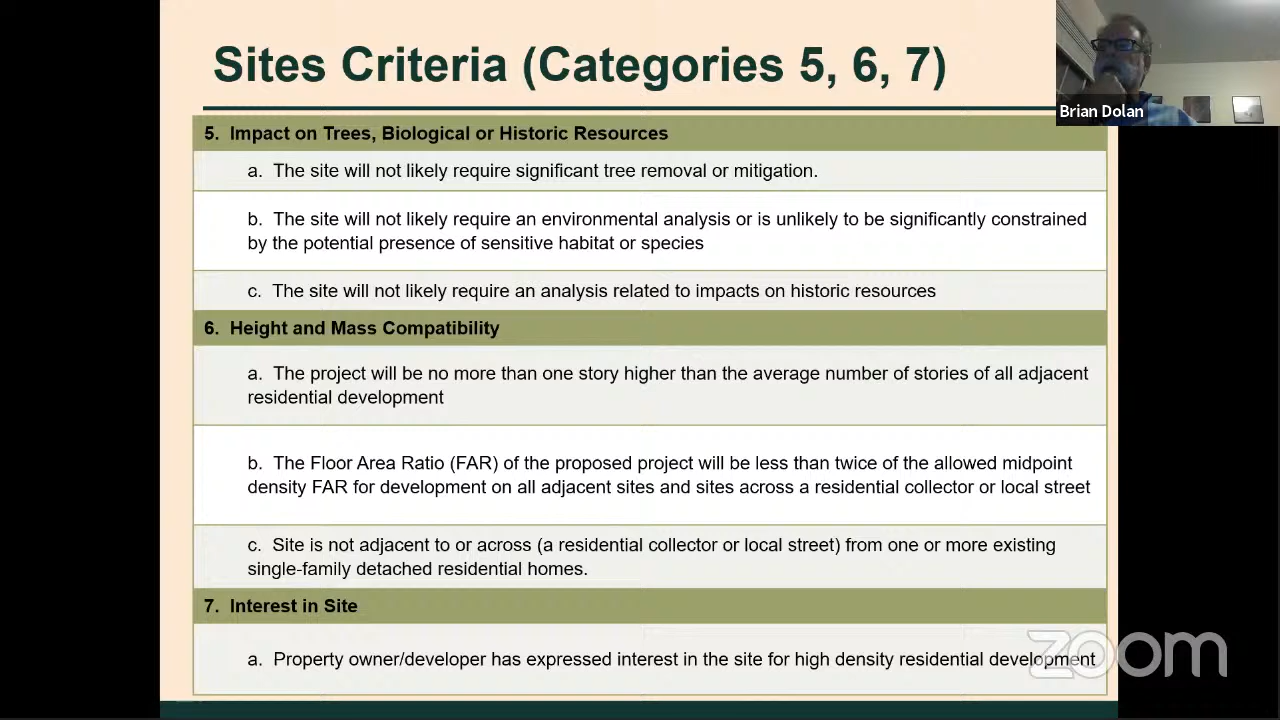 Sites Criteria (Categories 5, 6, 7)
Brian Dolan
5. Impact on Trees, Biological or Historic Resources
a. The site will not likely require significant tree removal or mitigation.
b. The site will not likely require an environmental analysis or is unlikely to be significantly constrained
by the potential presence of sensitive habitat or species
c. The site will not likely require an analysis related to impacts on historic resources
6. Height and Mass Compatibility
a. The project will be no more than one story higher than the average number of stories of all adjacent
residential development
b. The Floor Area Ratio (FAR) of the proposed project will be less than twice of the allowed midpoint
density FAR for development on all adjacent sites and sites across a residential collector or local street
c. Site is not adjacent to or across (a residential collector or local street) from one or more existing
single-family detached residential homes.
7. Interest in Site
a. Property owner/developer has expressed interest in the site for high density residential development
zoom